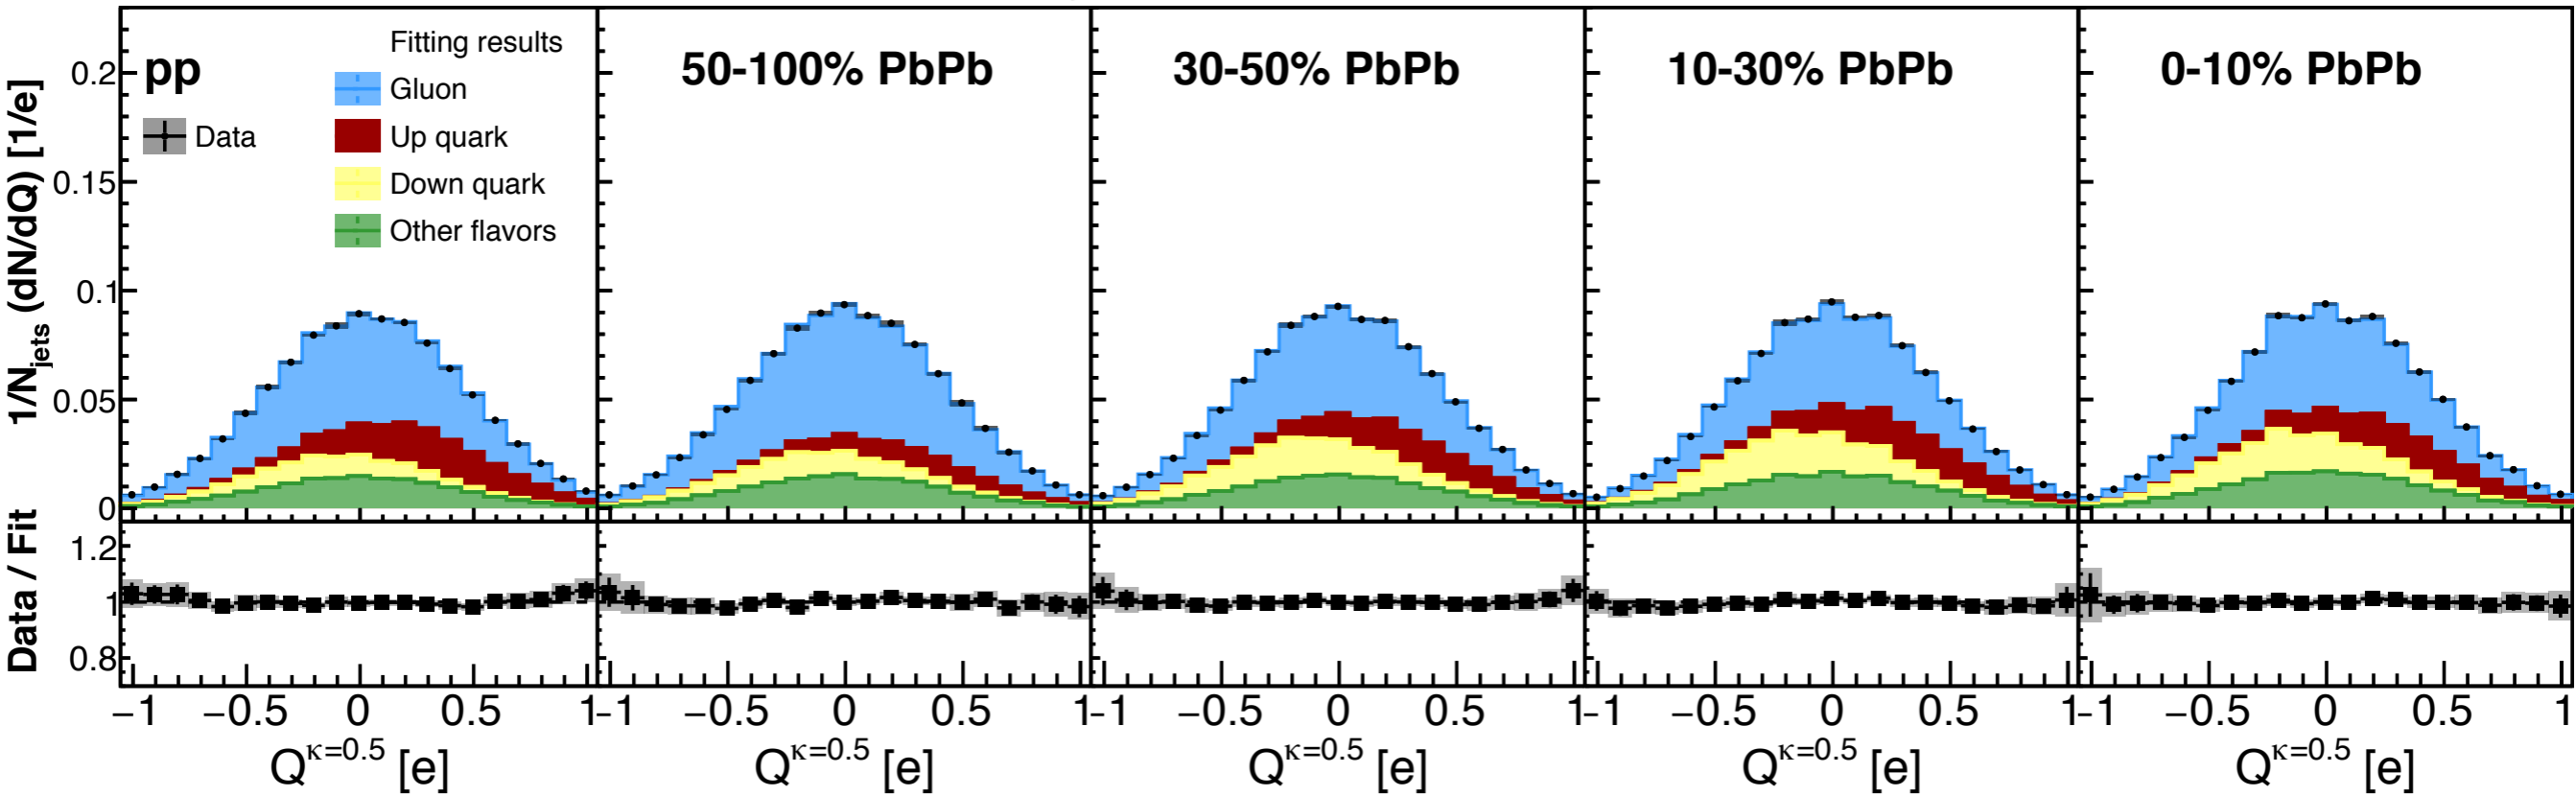 1/N_jets (dN/dQ) [1/e]
0.2
0.15
0.1
0.05
0
pp
Data
Fitting results
Gluon
Up quark
Down quark
Other flavors
50-100% PbPb
30-50% PbPb
10-30% PbPb
0-10% PbPb
Data / Fit
1.2
1
0.8
−1 −0.5 0 0.5 1
−1 −0.5 0 0.5 1
−1 −0.5 0 0.5 1
−1 −0.5 0 0.5 1
−1 −0.5 0 0.5 1
Q^κ=0.5 [e]
Q^κ=0.5 [e]
Q^κ=0.5 [e]
Q^κ=0.5 [e]
Q^κ=0.5 [e]